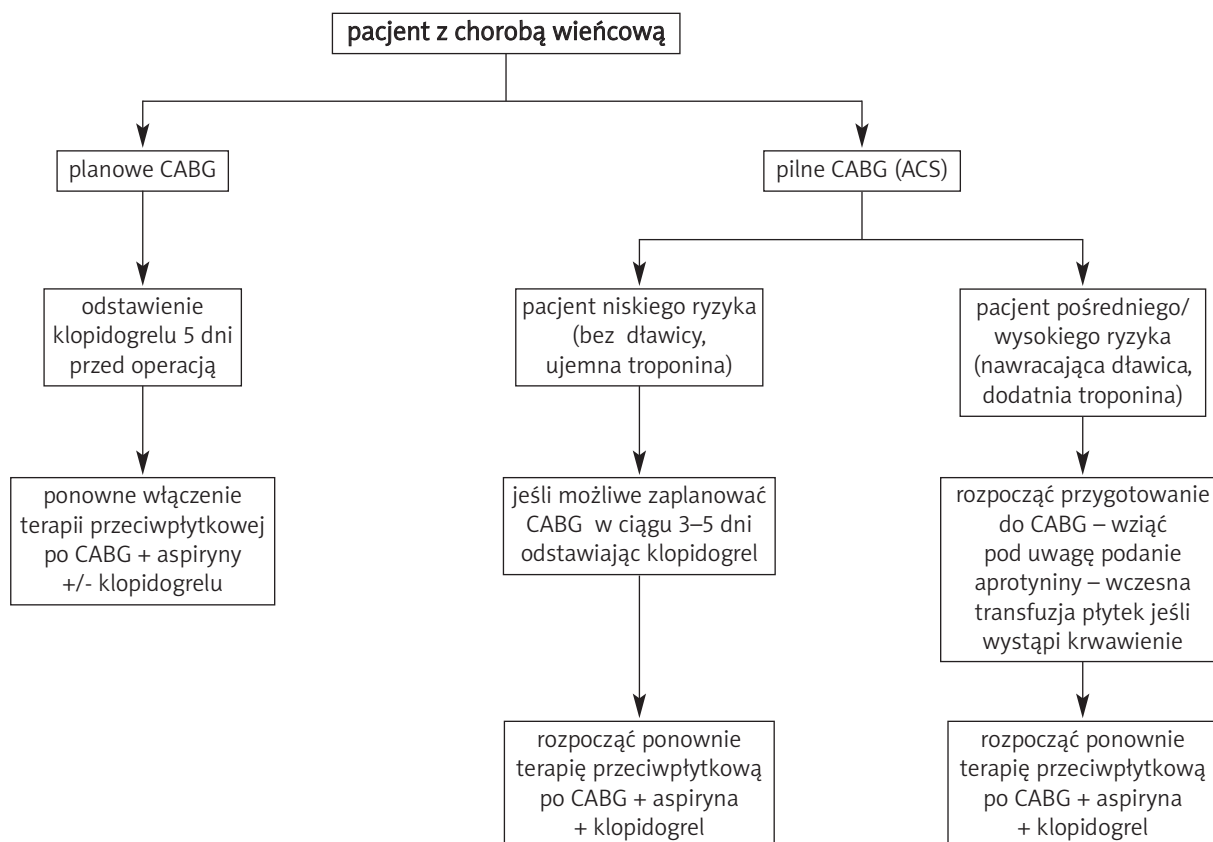 pacjent z chorobą wieńcową
planowe CABG
pilne CABG (ACS)
odstawienie
klopidogrelu 5 dni
przed operacją
pacjent niskiego ryzyka
(bez dławicy,
ujemna troponina)
pacjent pośredniego/
wysokiego ryzyka
(nawracająca dławica,
dodatnia troponina)
ponowne włączenie
terapii przeciwpłytkowej
po CABG + aspiryny
+/- klopidogrelu
jeśli możliwe zaplanować
CABG w ciągu 3–5 dni
odstawiając klopidogrel
rozpocząć przygotowanie
do CABG – wziąć
pod uwagę podanie
aprotyniny – wczesna
transfuzja płytek jeśli
wystąpi krwawienie
rozpocząć ponownie
terapię przeciwpłytkową
po CABG + aspiryna
+ klopidogrel
rozpocząć ponownie
terapię przeciwpłytkową
po CABG + aspiryna
+ klopidogrel